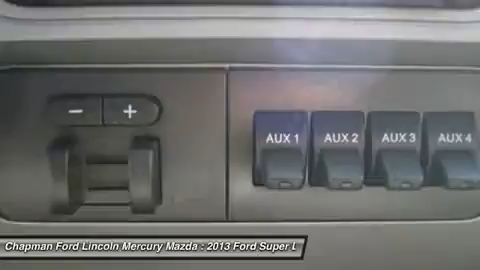 − +
AUX 1 AUX 2 AUX 3 AUX 4
Chapman Ford Lincoln Mercury Mazda : 2013 Ford Super L